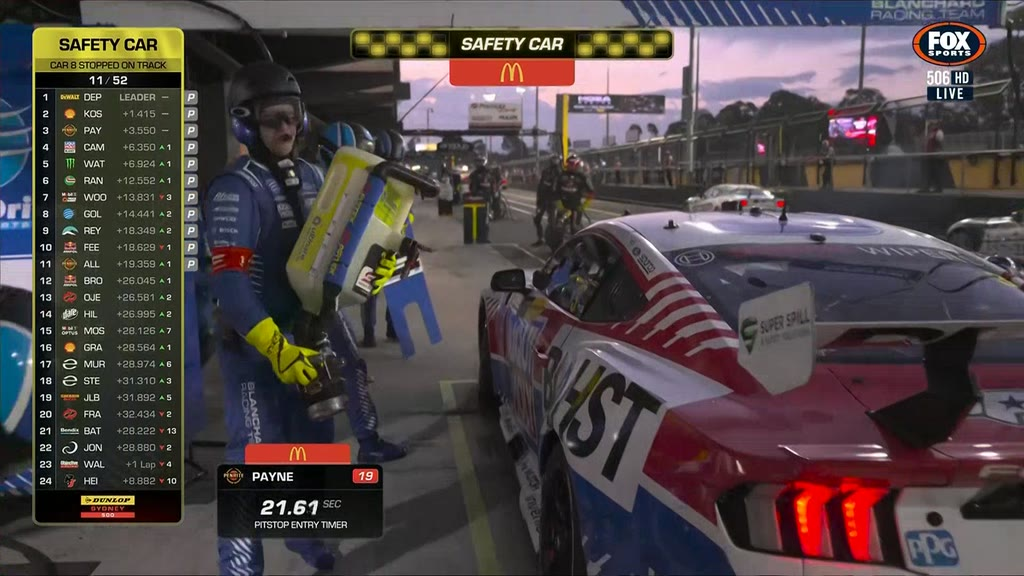 BLANCHARD
RACING TEAM
SAFETY CAR
CAR 8 STOPPED ON TRACK
11/52
1 DEWALT DEP LEADER – P
2 KOS +1.415 – P
3 PAY +3.550 – P
4 CAM +6.350 1 P
5 WAT +6.924 1 P
6 RAN +12.552 1 P
7 WOO +13.831 3 P
8 GOL +14.441 2 P
9 REY +18.349 2 P
10 FEE +18.629 1 P
11 ALL +19.359 1 P
12 BRO +26.045 1
13 OJE +26.581 2
14 HIL +26.995 2
15 MOS +28.126 7
16 GRA +28.564 1
17 MUR +28.974 6
18 STE +31.310 3
19 JLB +31.892 5
20 FRA +32.434 2
21 BAT +28.222 13
22 JON +28.880 2
23 WAL +1 Lap 4
24 HEI +8.882 10
DUNLOP
SYDNEY
500
SAFETY CAR
FOX
SPORTS
506 HD
LIVE
PAYNE 19
21.61 SEC
PITSTOP ENTRY TIMER
BOSCH
SUPER SPILL
HST
PPG